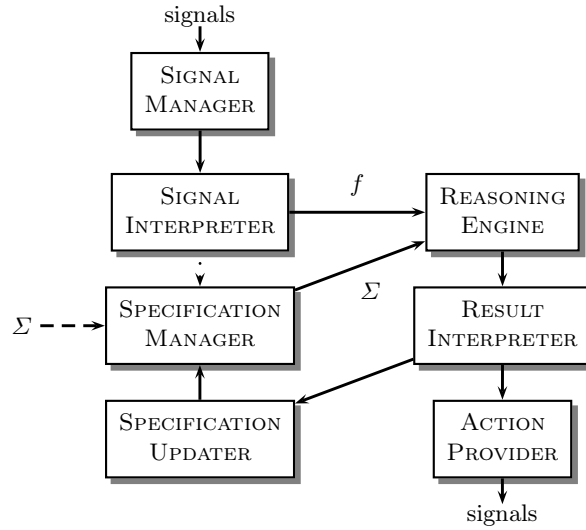 signals
SIGNAL
MANAGER
SIGNAL
INTERPRETER
f
REASONING
ENGINE
Σ
SPECIFICATION
MANAGER
Σ
RESULT
INTERPRETER
SPECIFICATION
UPDATER
ACTION
PROVIDER
signals